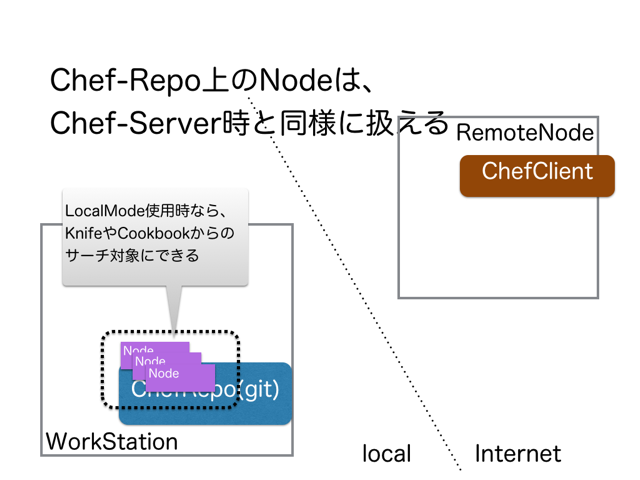 Chef-Repo上のNodeは、
Chef-Server時と同様に扱える
RemoteNode
ChefClient
LocalMode使用時なら、
KnifeやCookbookからの
サーチ対象にできる
Node
Node
Node
ChefRepo(git)
WorkStation
local
Internet